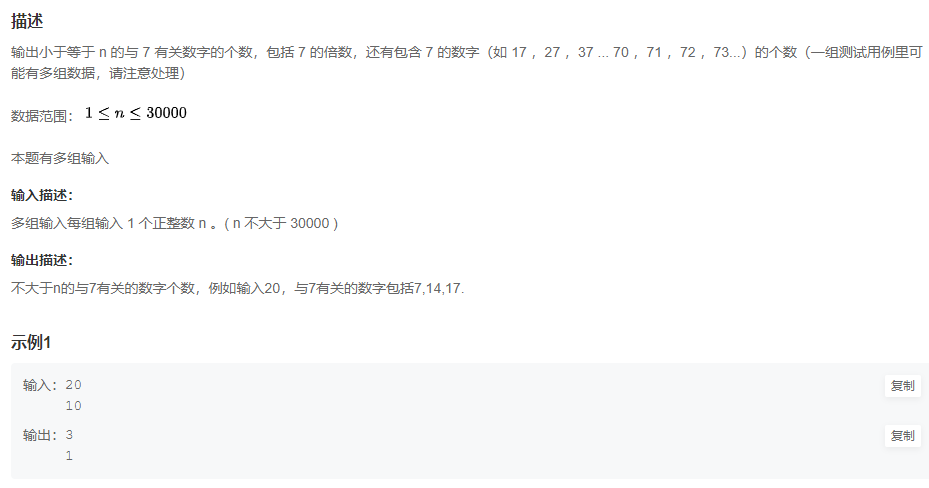 描述
输出小于等于 n 的与 7 有关数字的个数，包括 7 的倍数，还有包含 7 的数字（如 17 ，27 ，37 ... 70 ，71 ，72 ，73...）的个数（一组测试用例里可
能有多组数据，请注意处理）
数据范围： 1 ≤ n ≤ 30000
本题有多组输入
输入描述：
多组输入每组输入 1 个正整数 n 。( n 不大于 30000 )
输出描述：
不大于n的与7有关的数字个数，例如输入20，与7有关的数字包括7,14,17.
示例1
输入：20 复制
10
输出：3 复制
1